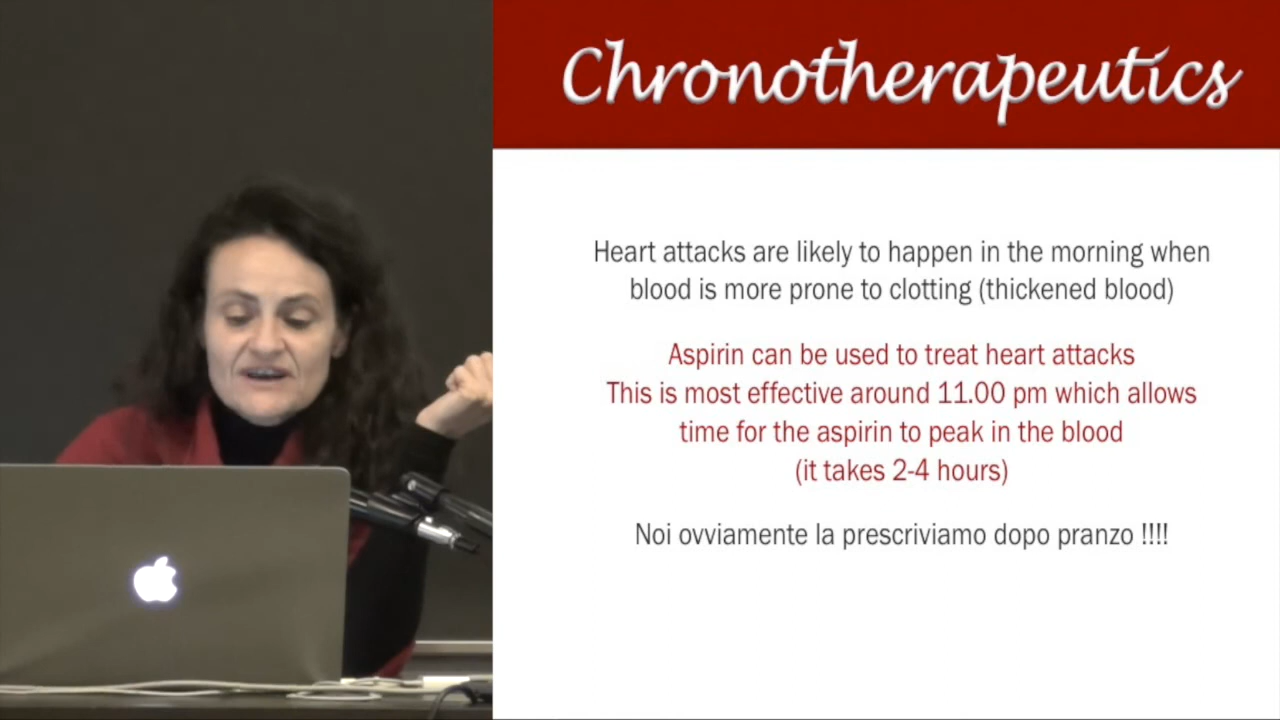 Chronotherapeutics
Heart attacks are likely to happen in the morning when
blood is more prone to clotting (thickened blood)
Aspirin can be used to treat heart attacks
This is most effective around 11.00 pm which allows
time for the aspirin to peak in the blood
(it takes 2-4 hours)
Noi ovviamente la prescriviamo dopo pranzo !!!!